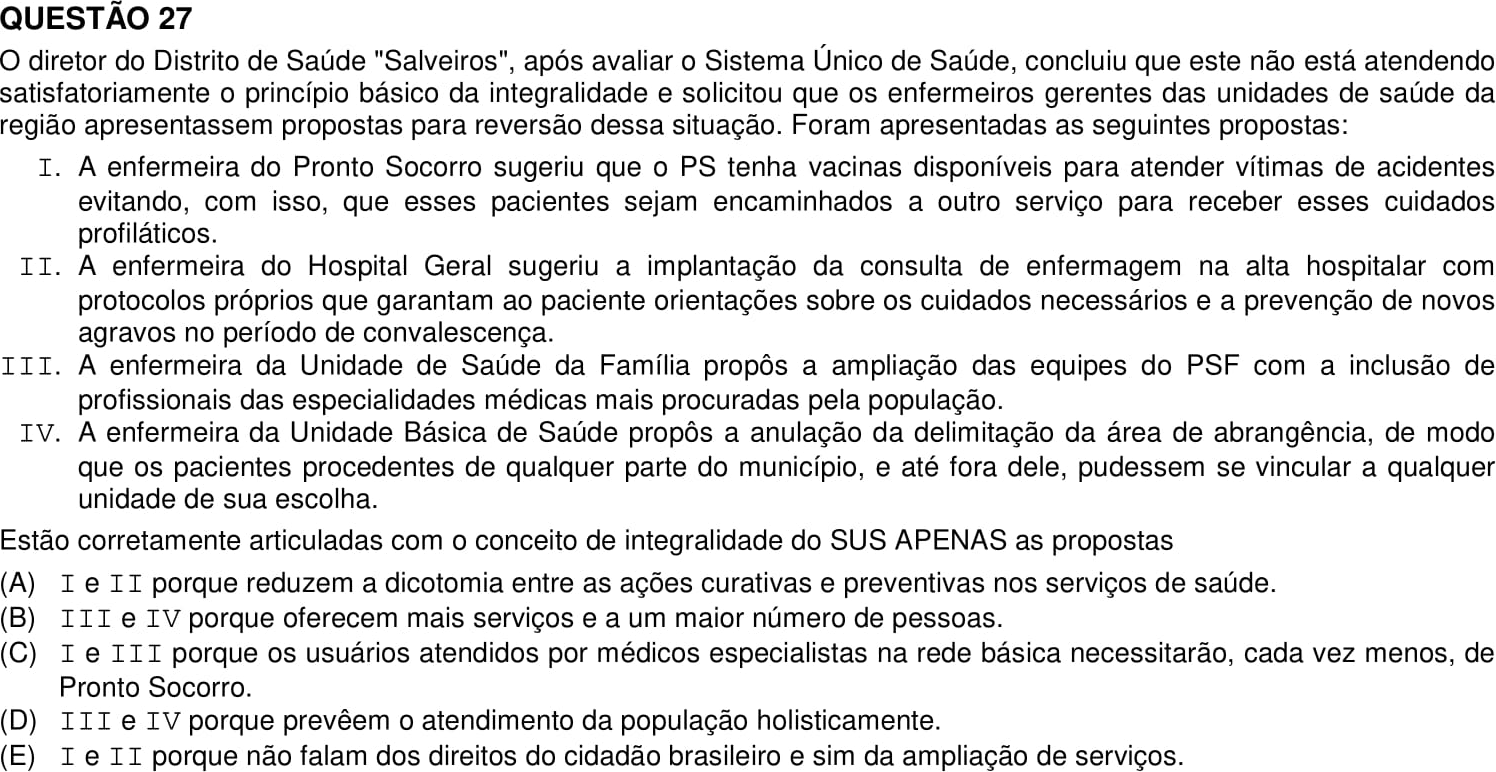 QUESTÃO 27
O diretor do Distrito de Saúde "Salveiros", após avaliar o Sistema Único de Saúde, concluiu que este não está atendendo
satisfatoriamente o princípio básico da integralidade e solicitou que os enfermeiros gerentes das unidades de saúde da
região apresentassem propostas para reversão dessa situação. Foram apresentadas as seguintes propostas:
I. A enfermeira do Pronto Socorro sugeriu que o PS tenha vacinas disponíveis para atender vítimas de acidentes
evitando, com isso, que esses pacientes sejam encaminhados a outro serviço para receber esses cuidados
profiláticos.
II. A enfermeira do Hospital Geral sugeriu a implantação da consulta de enfermagem na alta hospitalar com
protocolos próprios que garantam ao paciente orientações sobre os cuidados necessários e a prevenção de novos
agravos no período de convalescença.
III. A enfermeira da Unidade de Saúde da Família propôs a ampliação das equipes do PSF com a inclusão de
profissionais das especialidades médicas mais procuradas pela população.
IV. A enfermeira da Unidade Básica de Saúde propôs a anulação da delimitação da área de abrangência, de modo
que os pacientes procedentes de qualquer parte do município, e até fora dele, pudessem se vincular a qualquer
unidade de sua escolha.
Estão corretamente articuladas com o conceito de integralidade do SUS APENAS as propostas
(A) I e II porque reduzem a dicotomia entre as ações curativas e preventivas nos serviços de saúde.
(B) III e IV porque oferecem mais serviços e a um maior número de pessoas.
(C) I e III porque os usuários atendidos por médicos especialistas na rede básica necessitarão, cada vez menos, de
Pronto Socorro.
(D) III e IV porque prevêem o atendimento da população holisticamente.
(E) I e II porque não falam dos direitos do cidadão brasileiro e sim da ampliação de serviços.